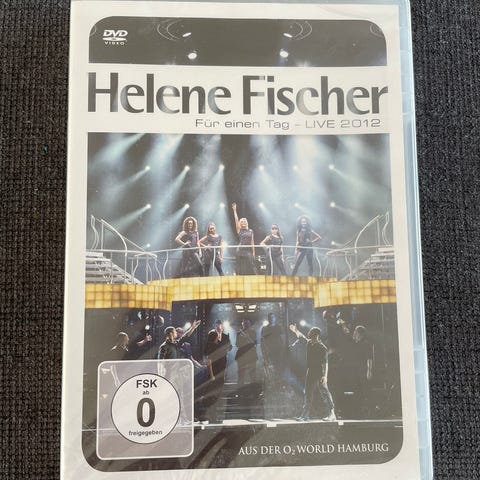 DVD
VIDEO
Helene Fischer
Für einen Tag – LIVE 2012
FSK
ab
0
freigegeben
AUS DER O₂ WORLD HAMBURG